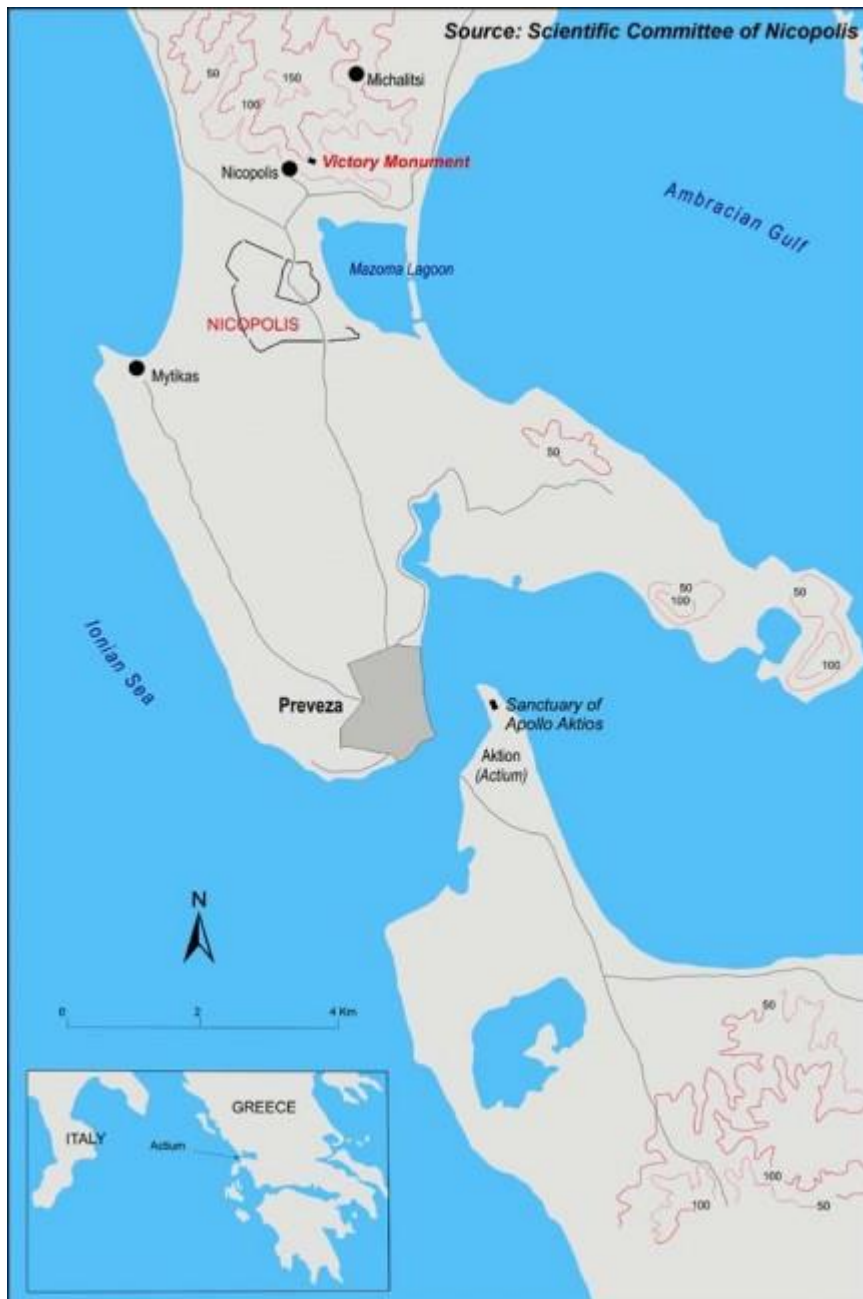 Source: Scientific Committee of Nicopolis
50
150
Michalitsi
100
Victory Monument
Nicopolis
Ambracian Gulf
Mazoma Lagoon
NICOPOLIS
Mytikas
50
50
100
50
100
Ionian Sea
Preveza
Sanctuary of
Apollo Aktios
Aktion
(Actium)
N
0 2 4 Km
50
100
100
50
GREECE
ITALY
Actium